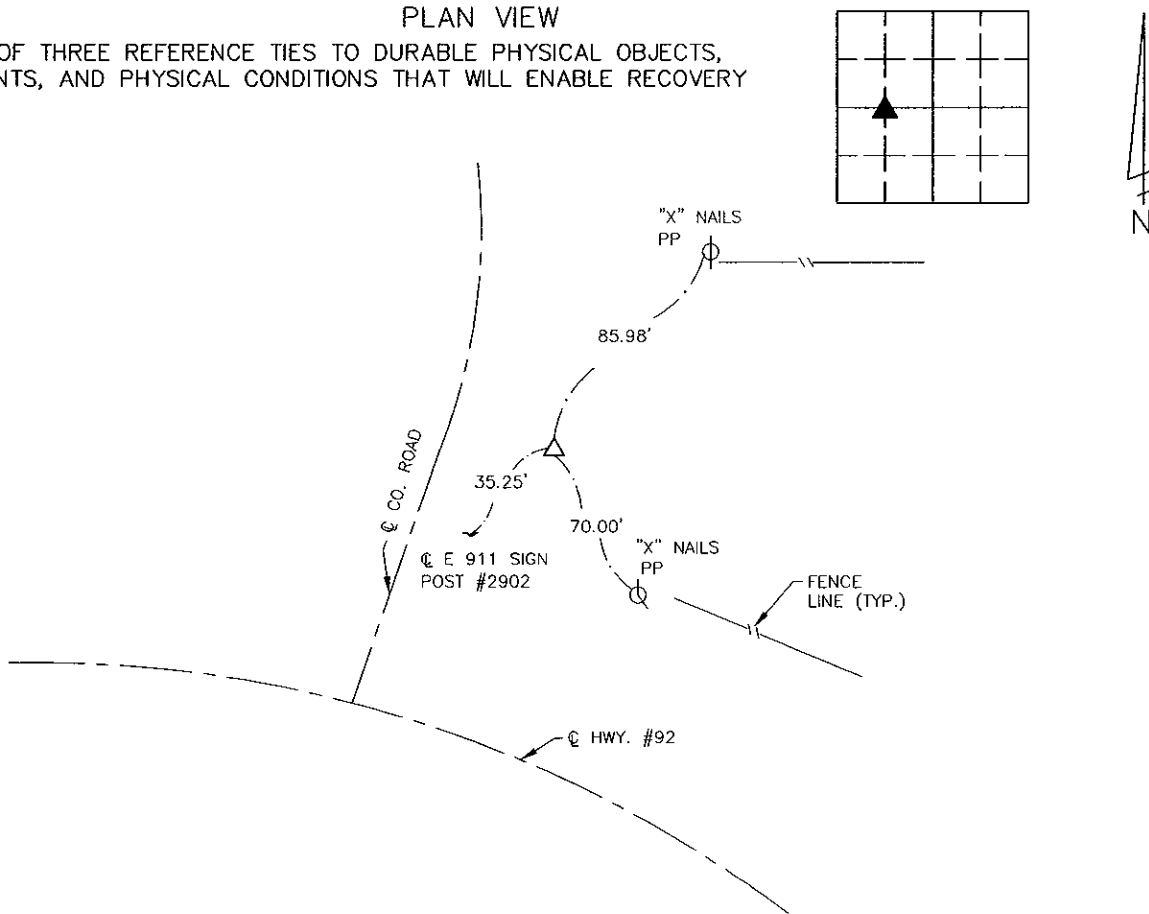 PLAN VIEW
OF THREE REFERENCE TIES TO DURABLE PHYSICAL OBJECTS,
NTS, AND PHYSICAL CONDITIONS THAT WILL ENABLE RECOVERY
N
"X" NAILS
PP
85.98'
℄ CO. ROAD
35.25'
70.00'
℄ E 911 SIGN
POST #2902
"X" NAILS
PP
FENCE
LINE (TYP.)
℄ HWY. #92